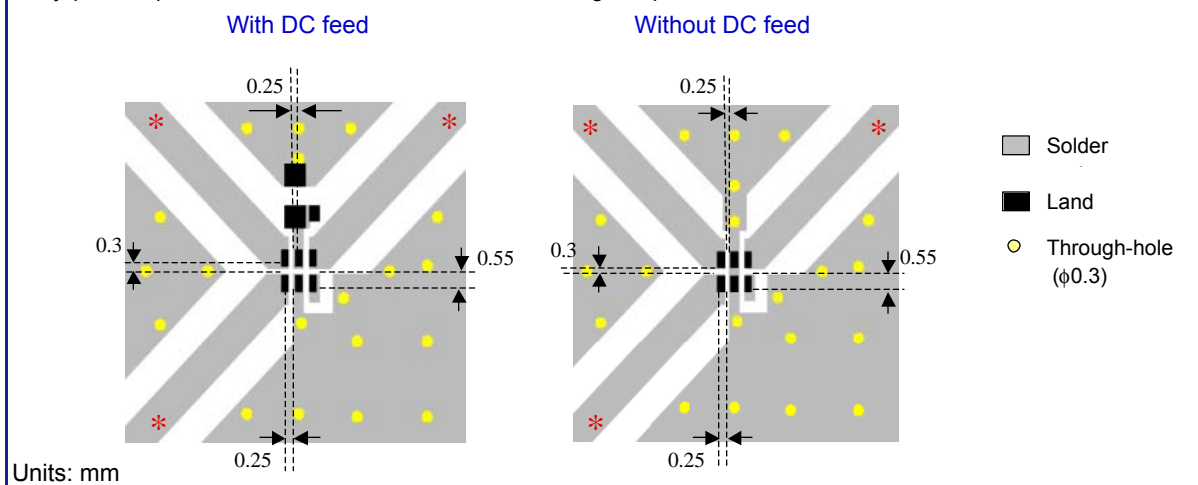 With DC feed
Without DC feed
0.25
0.25
*
*
*
*
Solder
Land
0.3
0.55
0.3
0.55
Through-hole
(ϕ0.3)
*
*
0.25
0.25
Units: mm